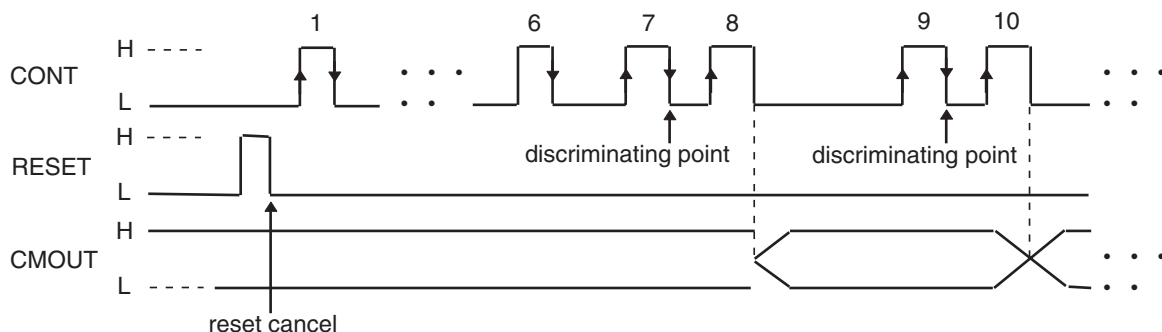 1 6 7 8 9 10
H
CONT
L
discriminating point discriminating point
H
RESET
L
H
CMOUT
L
reset cancel